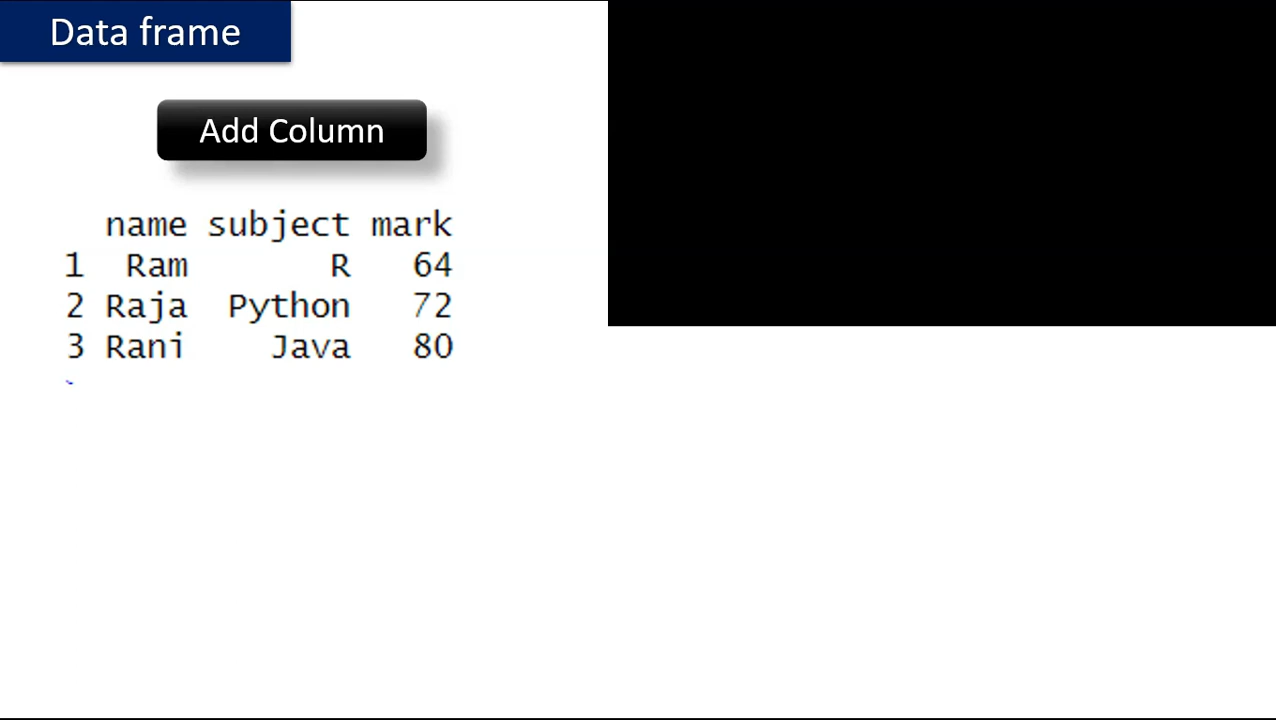 Data frame
Add Column
name subject mark
1 Ram R 64
2 Raja Python 72
3 Rani Java 80